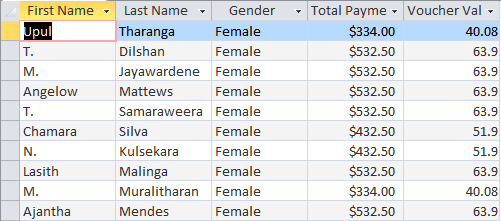 First Name Last Name Gender Total Payme Voucher Val
Upul Tharanga Female $334.00 40.08
T. Dilshan Female $532.50 63.9
M. Jayawardene Female $532.50 63.9
Angelow Mattews Female $532.50 63.9
T. Samaraweera Female $532.50 63.9
Chamara Silva Female $432.50 51.9
N. Kulsekara Female $432.50 51.9
Lasith Malinga Female $532.50 63.9
M. Muralitharan Female $334.00 40.08
Ajantha Mendes Female $532.50 63.9